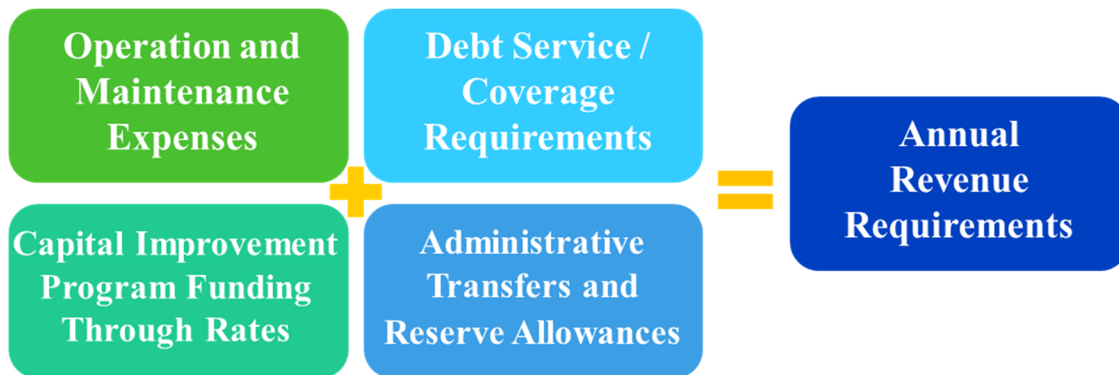 Operation and
Maintenance
Expenses
Debt Service /
Coverage
Requirements
Capital Improvement
Program Funding
Through Rates
Administrative
Transfers and
Reserve Allowances
Annual
Revenue
Requirements